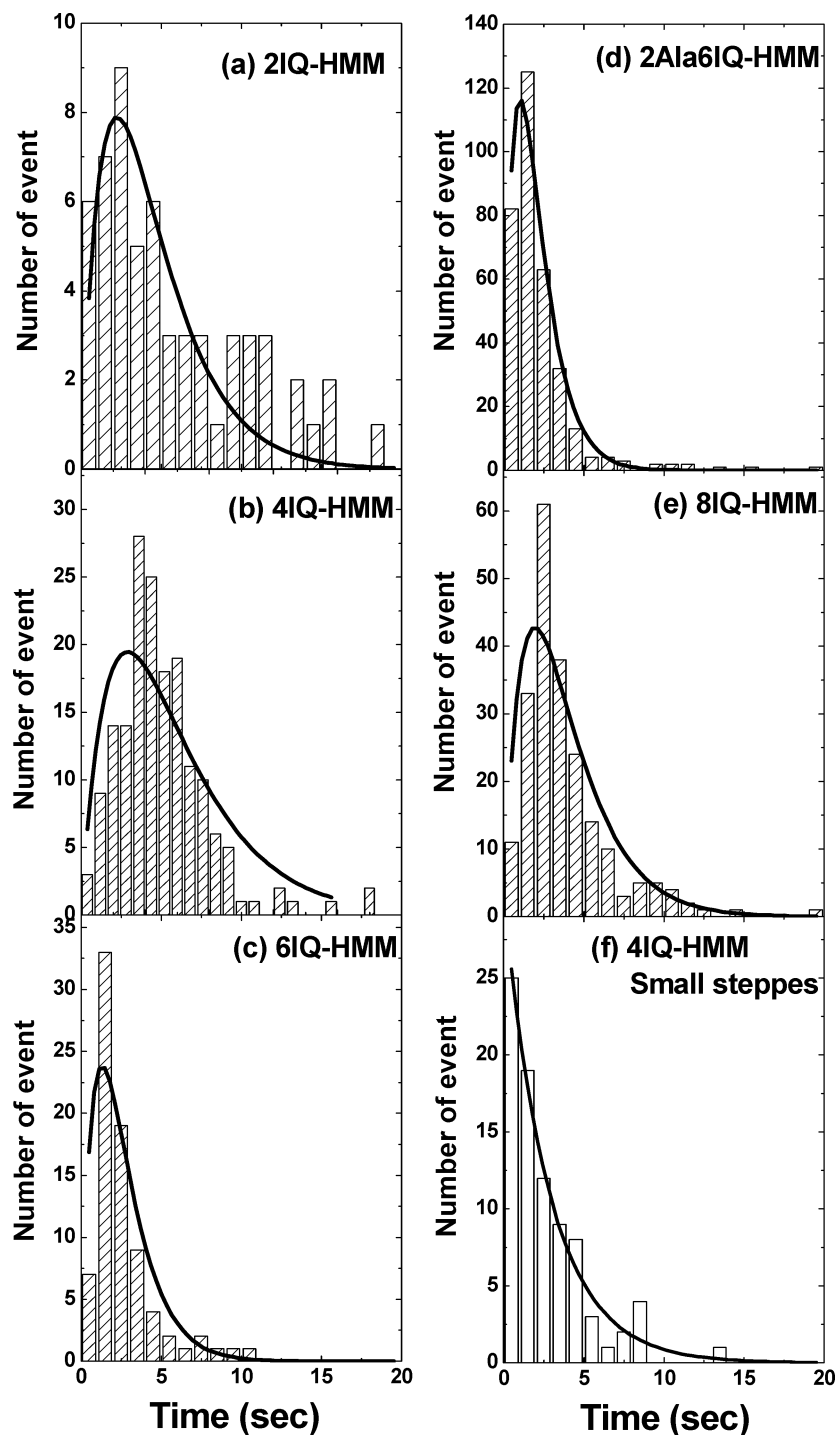 (a) 2IQ-HMM
Number of event
10
8
6
4
2
0
(d) 2Ala6IQ-HMM
Number of event
140
120
100
80
60
40
20
0
(b) 4IQ-HMM
Number of event
30
25
20
15
10
5
0
(e) 8IQ-HMM
Number of event
60
50
40
30
20
10
0
(c) 6IQ-HMM
Number of event
35
30
25
20
15
10
5
0
0 5 10 15 20
Time (sec)
(f) 4IQ-HMM
Small steppes
Number of event
25
20
15
10
5
0
0 5 10 15 20
Time (sec)